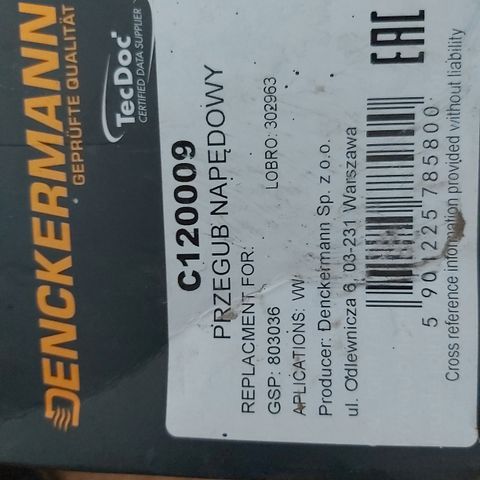 DENCKERMANN
GEPRÜFTE QUALITÄT
TecDoc
CERTIFIED DATA SUPPLIER
C120009
PRZEGUB NAPĘDOWY
REPLACMENT FOR:
GSP: 803036 LOBRO: 302963
APLICATIONS: VW
Producer: Denckermann Sp. z o.o.
ul. Odlewnicza 6, 03-231 Warszawa
EAC
5 901225 785800
Cross reference information provided without liability